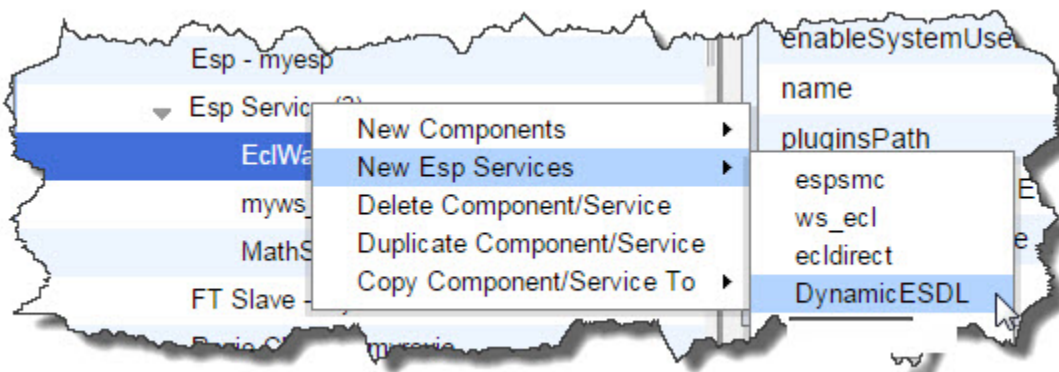 Esp - myesp
Esp Servic
EclWa
myws_
MathS
FT Slave -
New Components
New Esp Services
Delete Component/Service
Duplicate Component/Service
Copy Component/Service To
enableSystemUse
name
pluginsPath
espsmc
ws_ecl
ecldirect
DynamicESDL